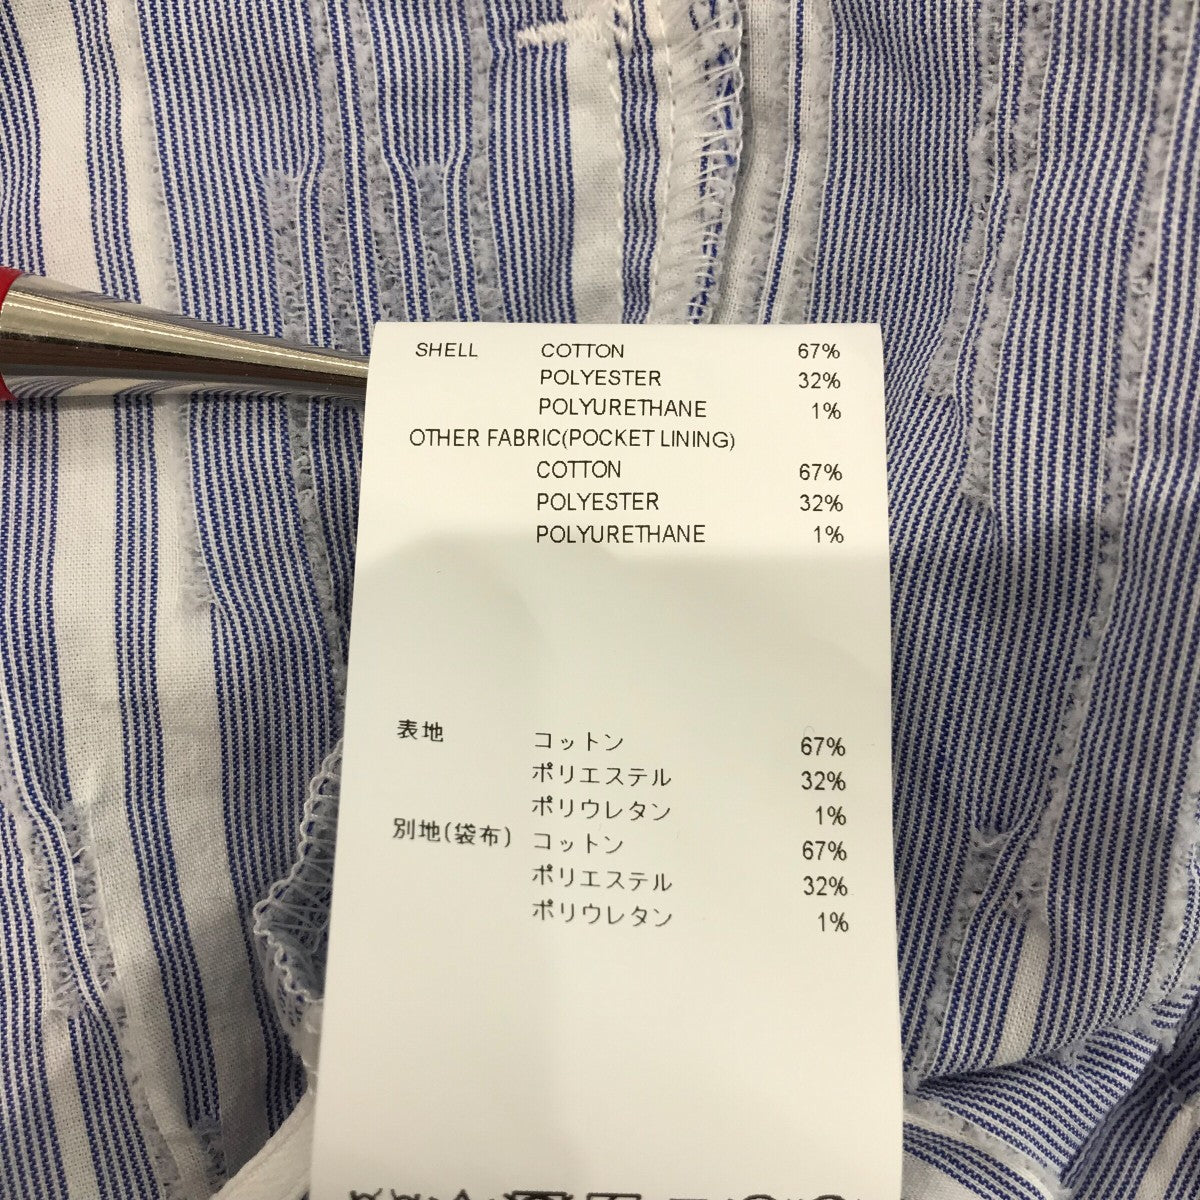 SHELL COTTON 67%
POLYESTER 32%
POLYURETHANE 1%
OTHER FABRIC(POCKET LINING)
COTTON 67%
POLYESTER 32%
POLYURETHANE 1%
表地 コットン 67%
ポリエステル 32%
ポリウレタン 1%
別地(袋布) コットン 67%
ポリエステル 32%
ポリウレタン 1%